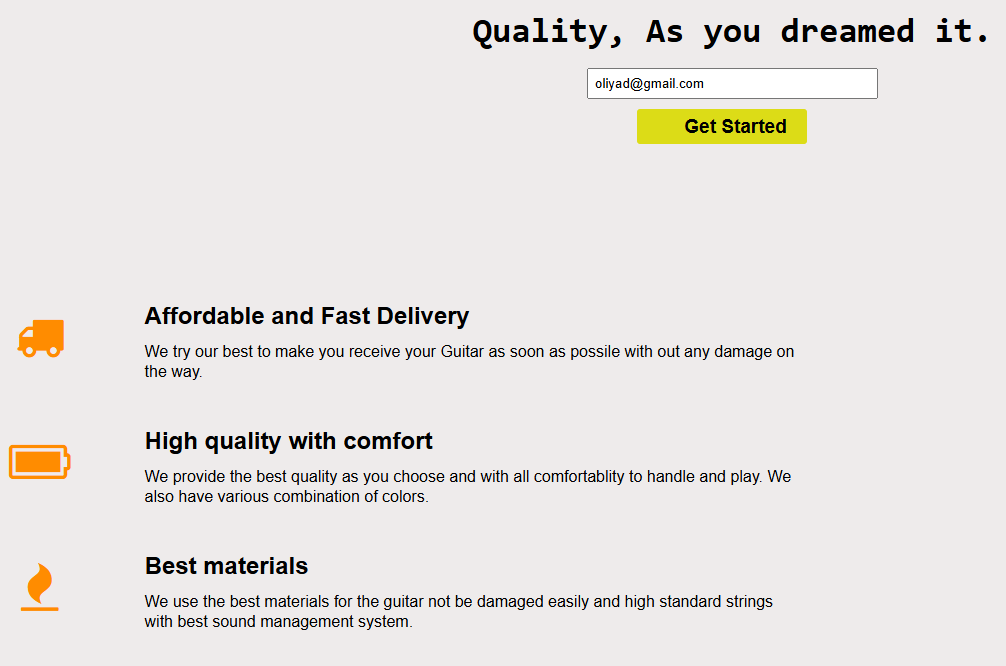 Quality, As you dreamed it.
oliyad@gmail.com
Get Started
Affordable and Fast Delivery
We try our best to make you receive your Guitar as soon as possile with out any damage on
the way.
High quality with comfort
We provide the best quality as you choose and with all comfortablity to handle and play. We
also have various combination of colors.
Best materials
We use the best materials for the guitar not be damaged easily and high standard strings
with best sound management system.